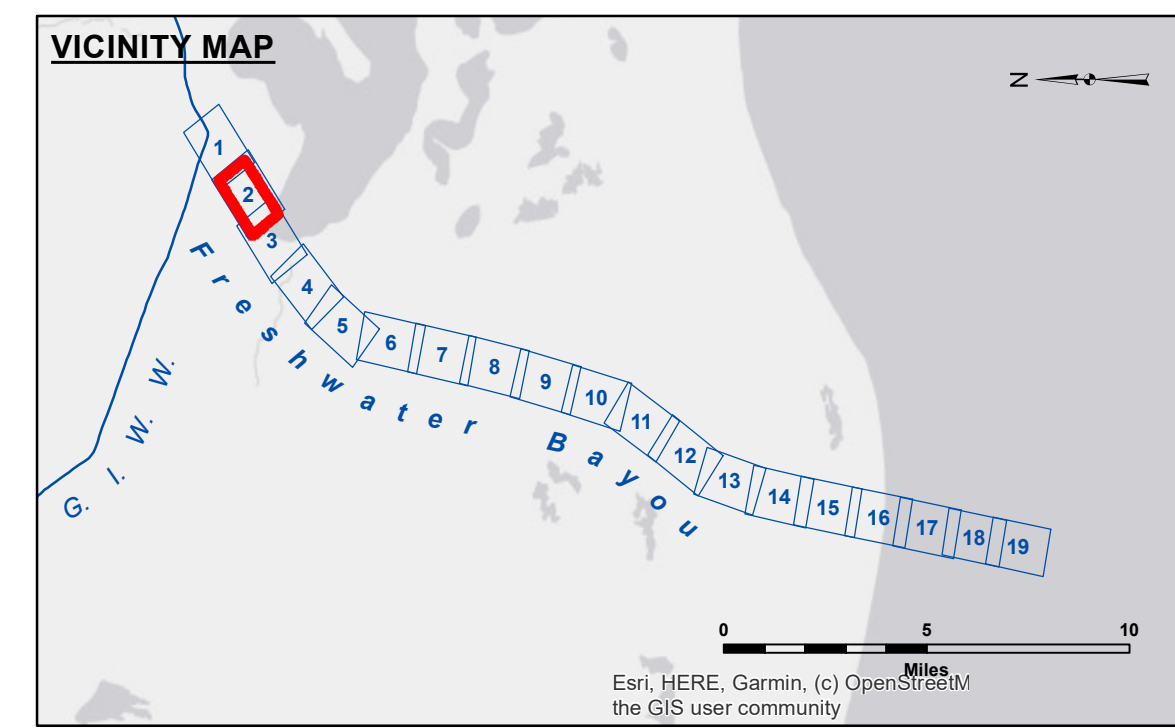 VICINITY MAP
N
1
2
3
4
5
6
7
8
9
10
11
12
13
14
15
16
17
18
19
Freshwater Bayou
G. I. W. W.
0 5 10
Miles
Esri, HERE, Garmin, (c) OpenStreetM
the GIS user community